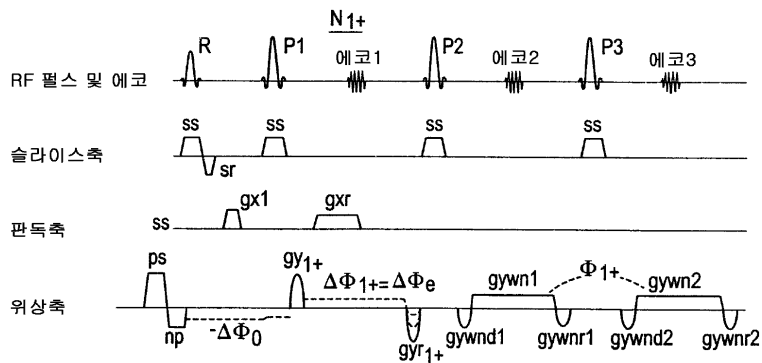 N1+
R P1 에코1 P2 에코2 P3 에코3
RF 펄스 및 에코
ss ss ss ss
슬라이스축
sr
gx1 gxr
판독축 ss
ps gy1+ ΔΦ1+=ΔΦe gywn1 Φ1+ gywn2
위상축
np -ΔΦ0 gyr1+ gywnd1 gywnr1 gywnd2 gywnr2